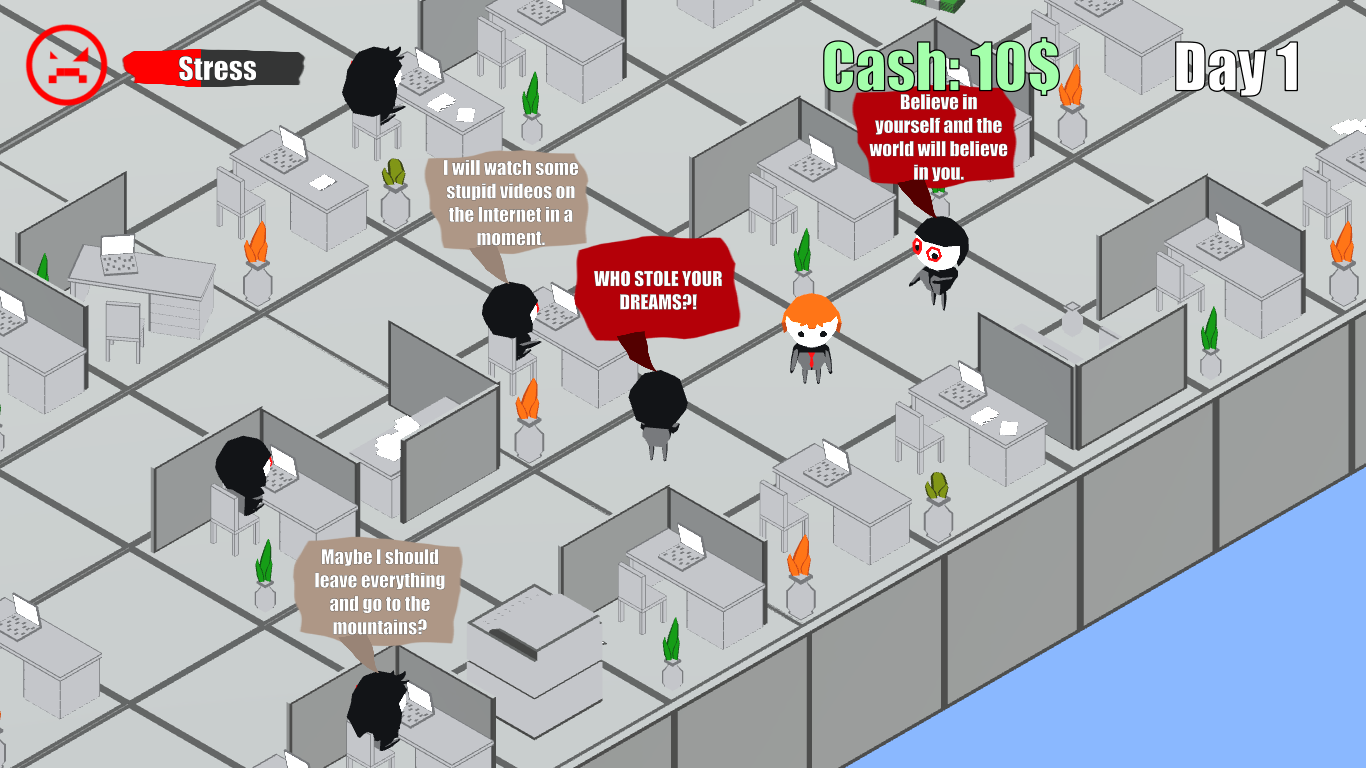 Stress
Cash: 10$
Day 1
Believe in
yourself and the
world will believe
in you.
I will watch some
stupid videos on
the Internet in a
moment.
WHO STOLE YOUR
DREAMS?!
Maybe I should
leave everything
and go to the
mountains?